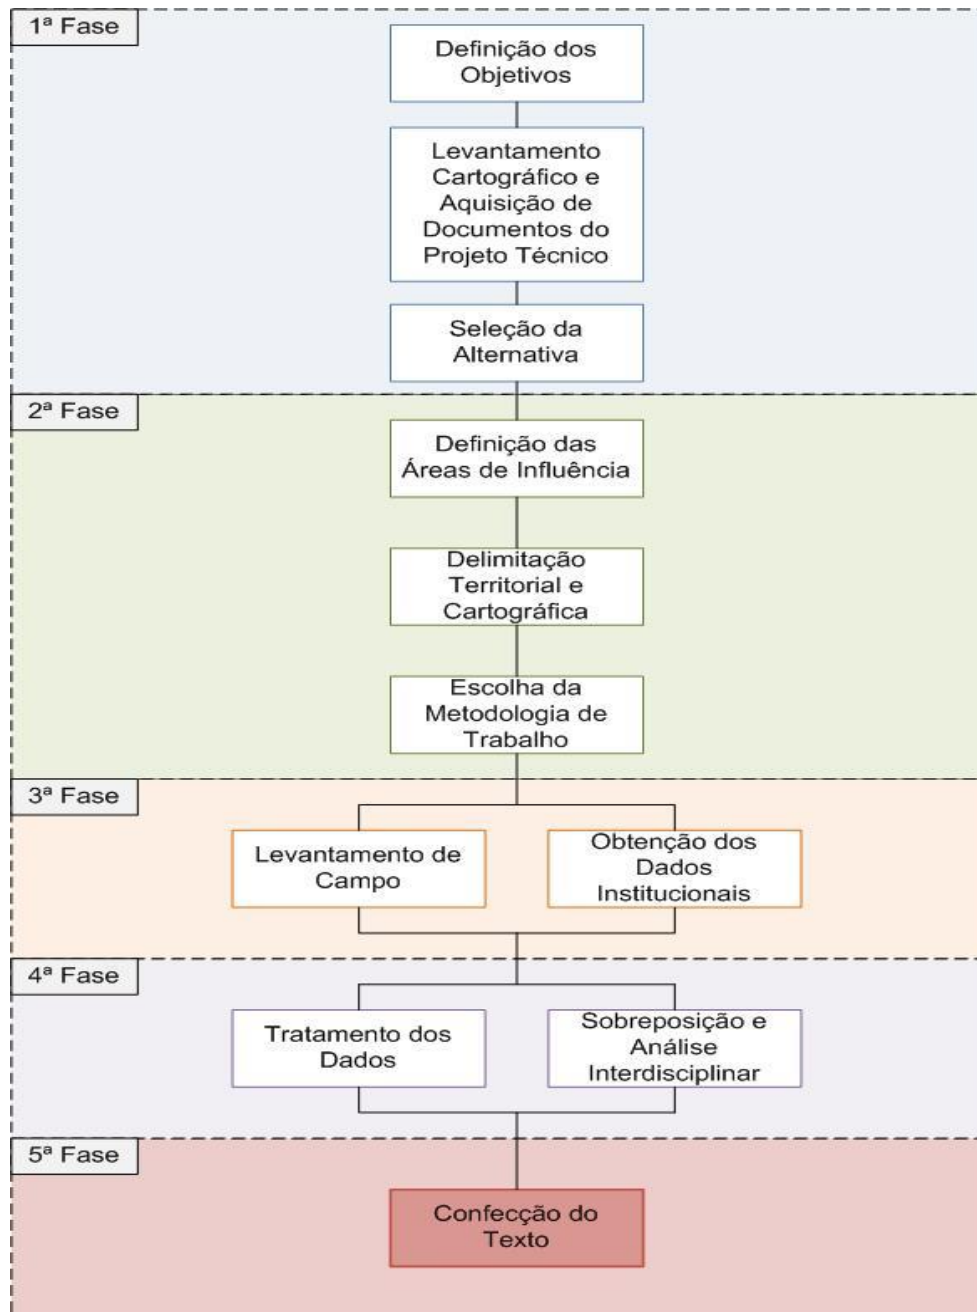 1ª Fase
Definição dos
Objetivos
Levantamento
Cartográfico e
Aquisição de
Documentos do
Projeto Técnico
Seleção da
Alternativa
2ª Fase
Definição das
Áreas de Influência
Delimitação
Territorial e
Cartográfica
Escolha da
Metodologia de
Trabalho
3ª Fase
Levantamento de
Campo
Obtenção dos
Dados
Institucionais
4ª Fase
Tratamento dos
Dados
Sobreposição e
Análise
Interdisciplinar
5ª Fase
Confecção do
Texto